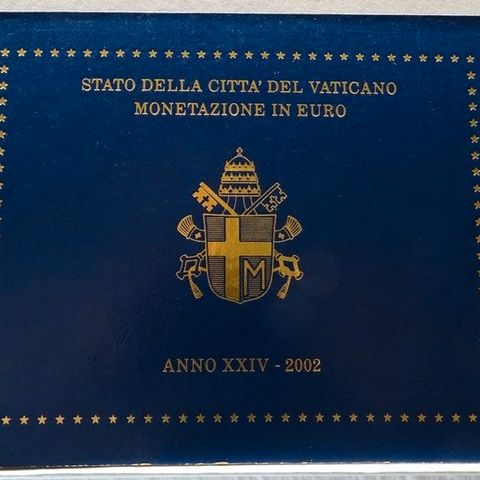 STATO DELLA CITTA' DEL VATICANO
MONETAZIONE IN EURO
M
ANNO XXIV - 2002